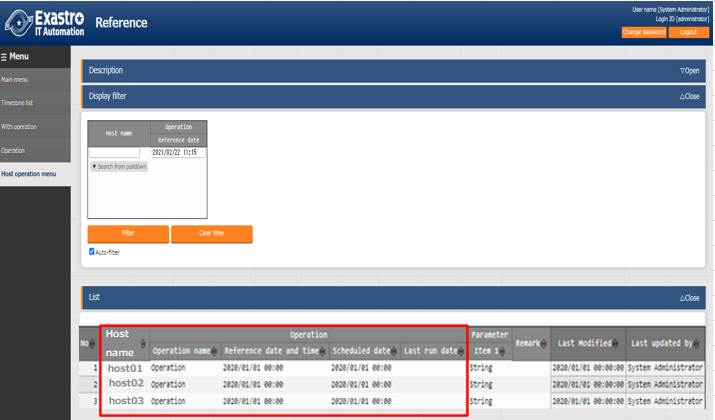 Exastro
IT Automation
Reference
User name [System Administrator]
Login ID [administrator]
Change password Logout
Menu
Main menu
Timezone list
With operation
Operation
Host operation menu
Description ▽Open
Display filter △Close
Host name Operation
Reference date
2021/02/22 11:15
▼ Search from pulldown
Filter Clear filter
Auto-filter
List △Close
No Host name Operation Parameter Remark Last Modified Last updated by
Operation name Reference date and time Scheduled date Last run date Item 1
1 host01 Operation 2020/01/01 00:00 2020/01/01 00:00 String 2020/01/01 00:00:00 System Administrator
2 host02 Operation 2020/01/01 00:00 2020/01/01 00:00 String 2020/01/01 00:00:00 System Administrator
3 host03 Operation 2020/01/01 00:00 2020/01/01 00:00 String 2020/01/01 00:00:00 System Administrator